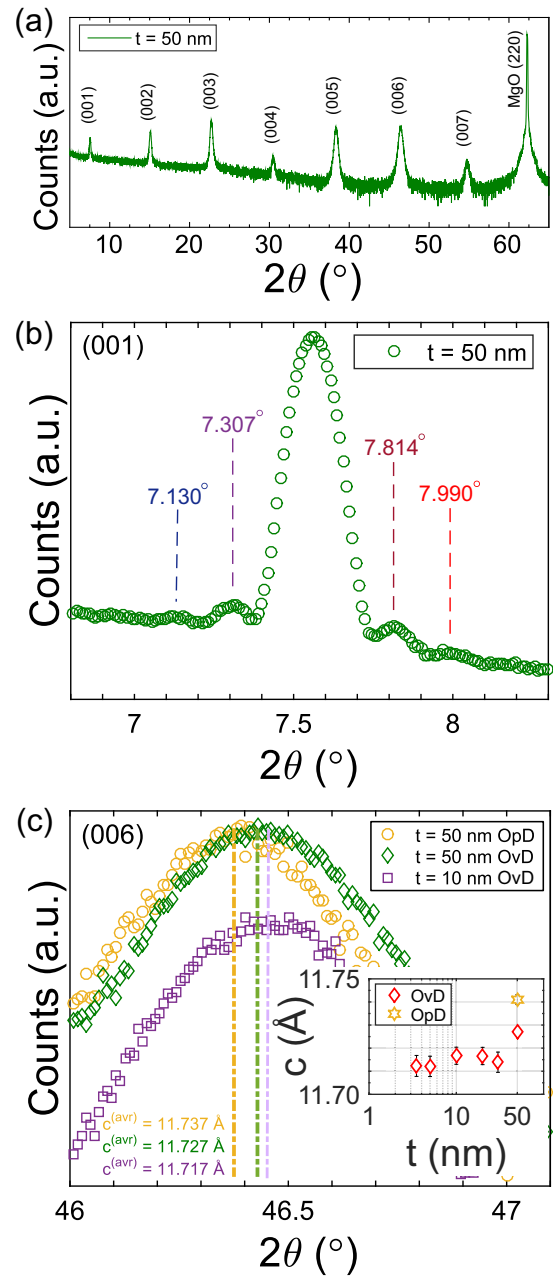 (a)
t = 50 nm
Counts (a.u.)
(001)
(002)
(003)
(004)
(005)
(006)
(007)
MgO (220)
10 20 30 40 50 60
2θ (°)
(b)
(001)
t = 50 nm
Counts (a.u.)
7.307°
7.814°
7.130°
7.990°
7 7.5 8
2θ (°)
(c)
(006)
t = 50 nm OpD
t = 50 nm OvD
t = 10 nm OvD
Counts (a.u.)
11.75
OvD
OpD
c (Å)
11.70
1 10 50
t (nm)
c(avr) = 11.737 Å
c(avr) = 11.727 Å
c(avr) = 11.717 Å
46 46.5 47
2θ (°)